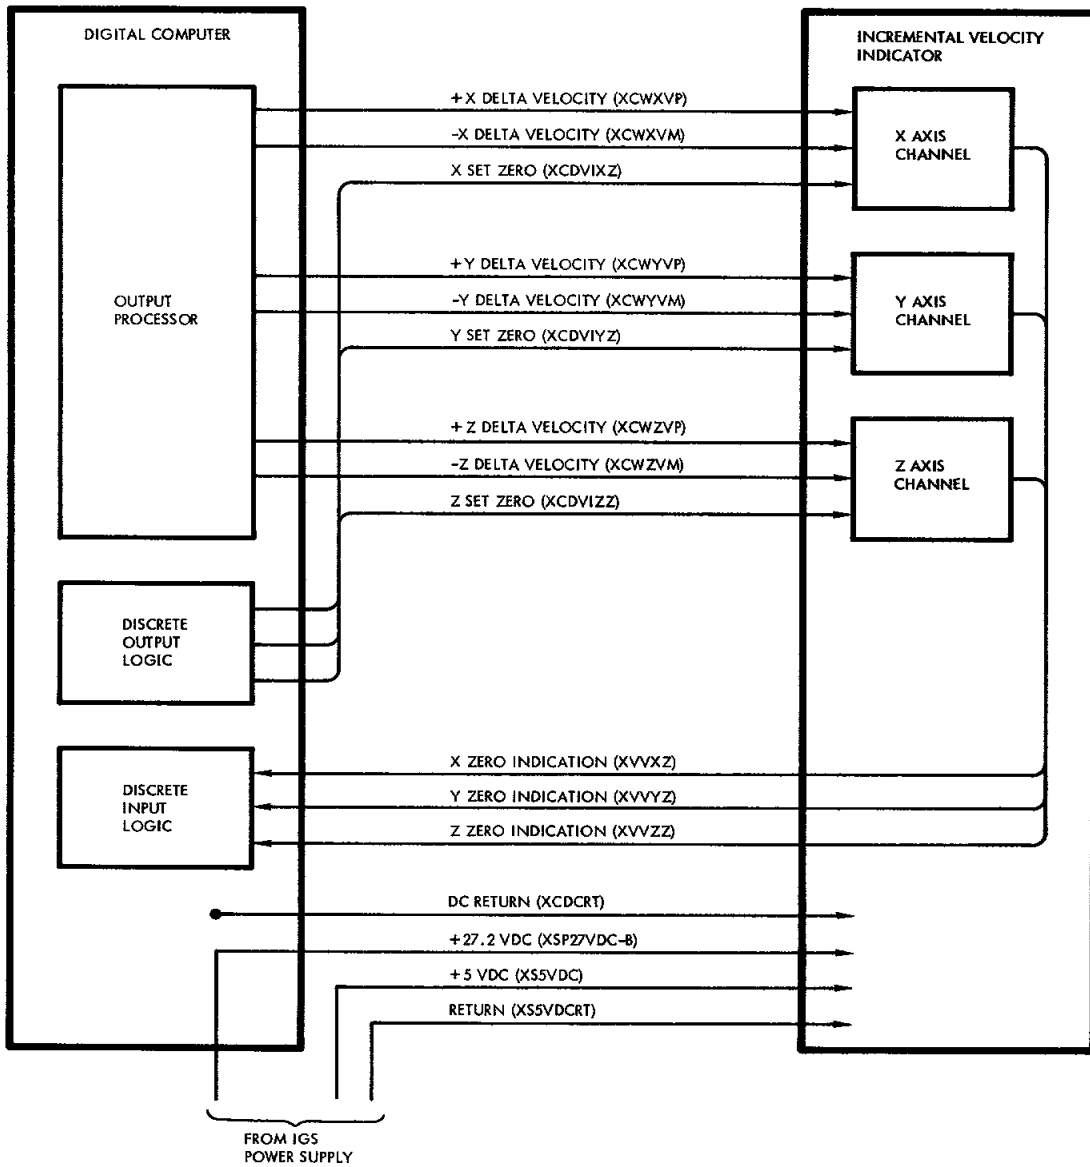 DIGITAL COMPUTER
INCREMENTAL VELOCITY
INDICATOR
OUTPUT
PROCESSOR
+X DELTA VELOCITY (XCWXVP)
-X DELTA VELOCITY (XCWXVM)
X SET ZERO (XCDVIXZ)
X AXIS
CHANNEL
+Y DELTA VELOCITY (XCWYVP)
-Y DELTA VELOCITY (XCWYVM)
Y SET ZERO (XCDVIYZ)
Y AXIS
CHANNEL
+Z DELTA VELOCITY (XCWZVP)
-Z DELTA VELOCITY (XCWZVM)
Z SET ZERO (XCDVIZZ)
Z AXIS
CHANNEL
DISCRETE
OUTPUT
LOGIC
DISCRETE
INPUT
LOGIC
X ZERO INDICATION (XVVXZ)
Y ZERO INDICATION (XVVYZ)
Z ZERO INDICATION (XVVZZ)
DC RETURN (XCDCRT)
+27.2 VDC (XSP27VDC-B)
+5 VDC (XS5VDC)
RETURN (XS5VDCRT)
FROM IGS
POWER SUPPLY